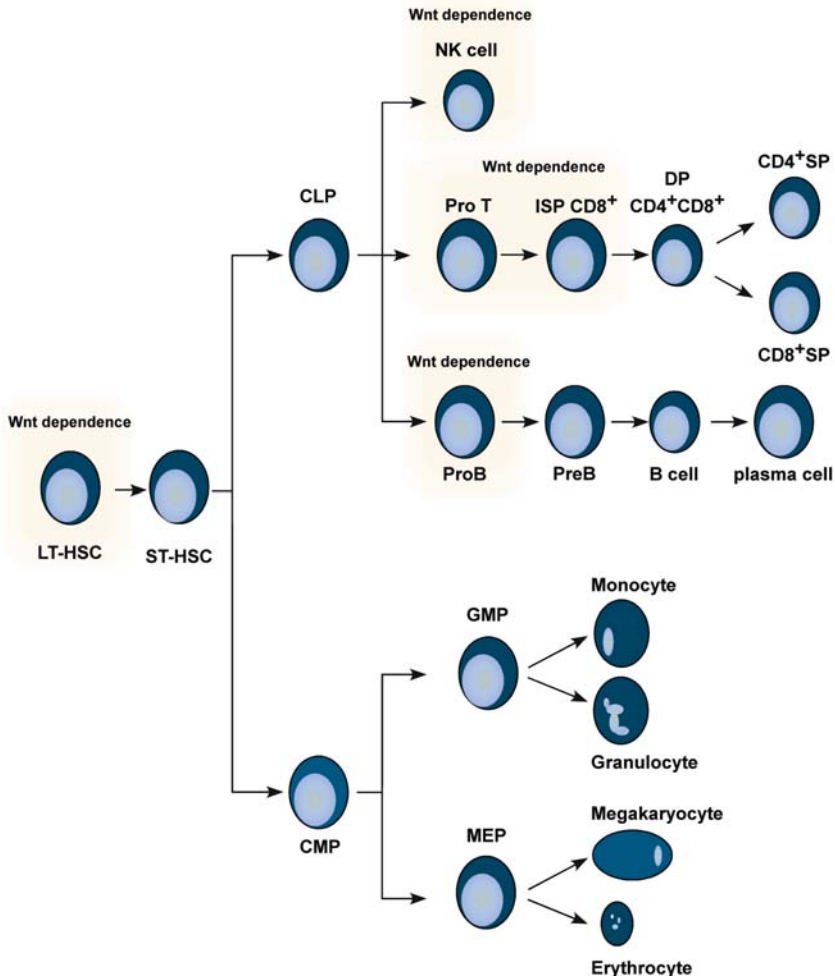 Wnt dependence
NK cell
Wnt dependence
CLP
Pro T
ISP CD8+
DP
CD4+CD8+
CD4+SP
CD8+SP
Wnt dependence
ProB
PreB
B cell
plasma cell
Wnt dependence
LT-HSC
ST-HSC
GMP
Monocyte
Granulocyte
CMP
MEP
Megakaryocyte
Erythrocyte